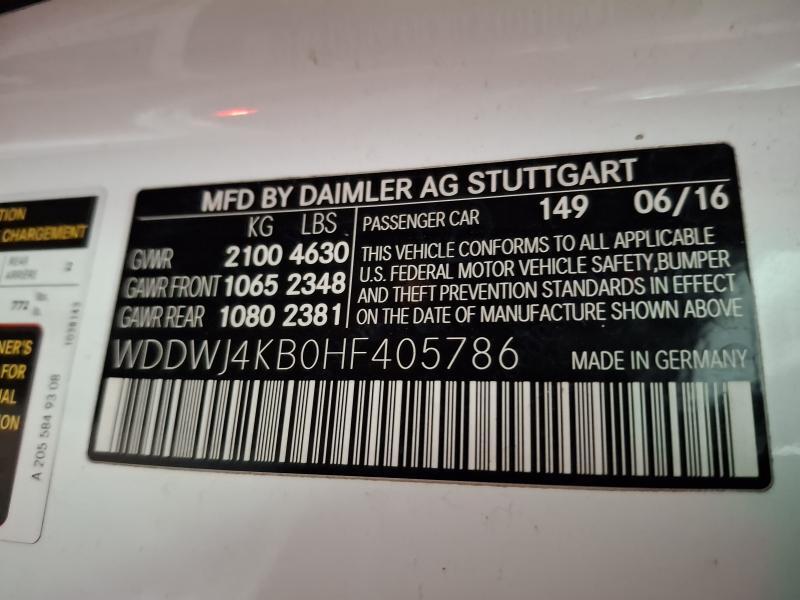 MFD BY DAIMLER AG STUTTGART
KG LBS
GVWR 2100 4630
GAWR FRONT 1065 2348
GAWR REAR 1080 2381
PASSENGER CAR 149 06/16
THIS VEHICLE CONFORMS TO ALL APPLICABLE
U.S. FEDERAL MOTOR VEHICLE SAFETY,BUMPER
AND THEFT PREVENTION STANDARDS IN EFFECT
ON THE DATE OF MANUFACTURE SHOWN ABOVE
WDDWJ4KB0HF405786 MADE IN GERMANY
TION
CHARGEMENT
REAR
ARRIERE
772
NER'S
FOR
AL
ON
A 205 584 93 08